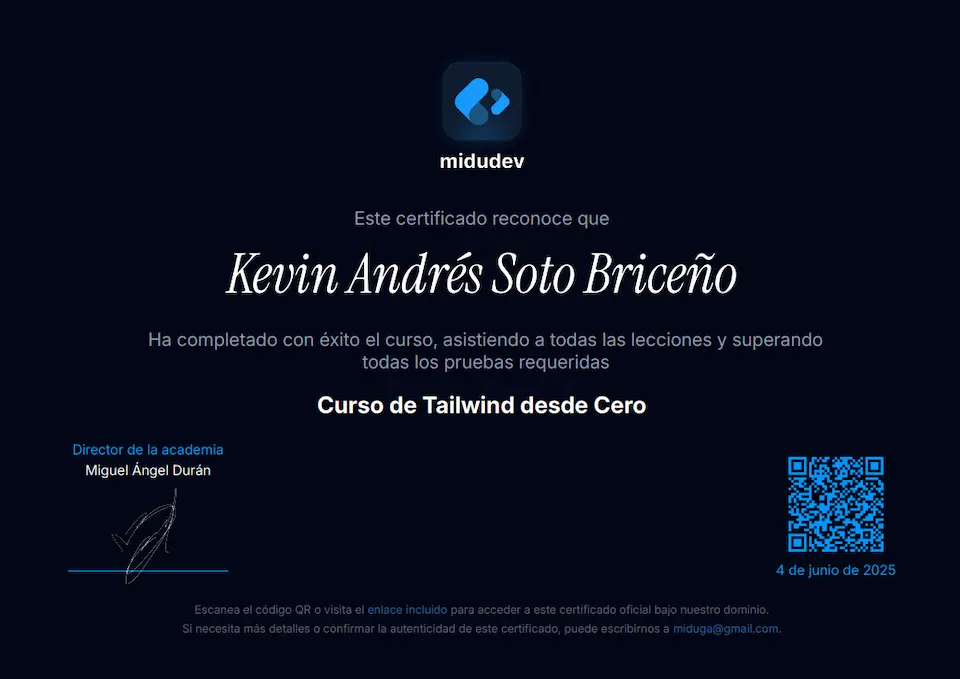 midudev
Este certificado reconoce que
Kevin Andrés Soto Briceño
Ha completado con éxito el curso, asistiendo a todas las lecciones y superando
todas los pruebas requeridas
Curso de Tailwind desde Cero
Director de la academia
Miguel Ángel Durán
4 de junio de 2025
Escanea el código QR o visita el enlace incluido para acceder a este certificado oficial bajo nuestro dominio.
Si necesita más detalles o confirmar la autenticidad de este certificado, puede escribirnos a miduga@gmail.com.